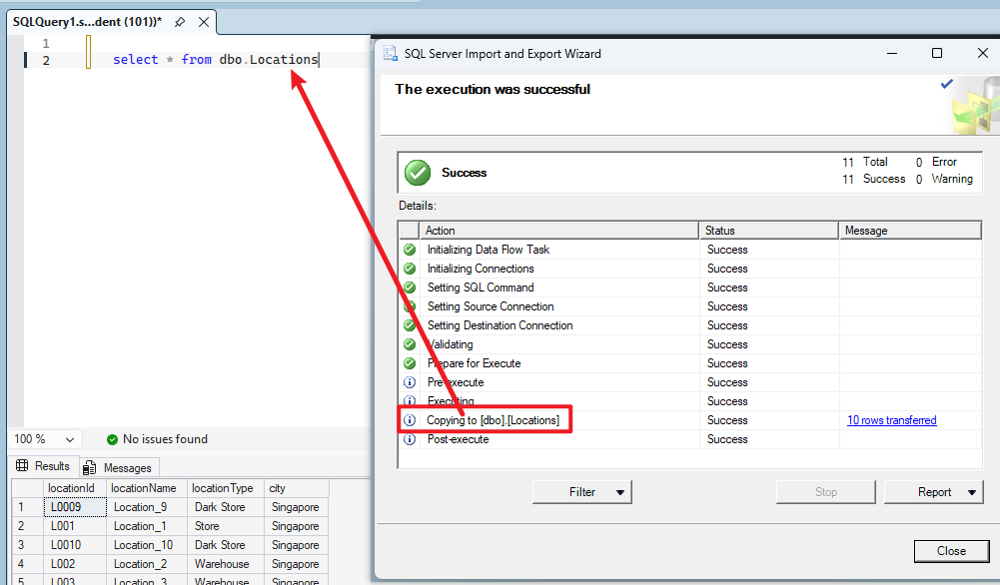 SQLQuery1.s...dent (101))*
1
2 select * from dbo.Locations
SQL Server Import and Export Wizard
The execution was successful
Success
11 Total 0 Error
11 Success 0 Warning
Details:
Action Status Message
Initializing Data Flow Task Success
Initializing Connections Success
Setting SQL Command Success
Setting Source Connection Success
Setting Destination Connection Success
Validating Success
Prepare for Execute Success
Pre-execute Success
Executing Success
Copying to [dbo].[Locations] Success 10 rows transferred
Post-execute Success
Filter Stop Report
Close
100 % No issues found
Results Messages
locationId locationName locationType city
1 L0009 Location_9 Dark Store Singapore
2 L001 Location_1 Store Singapore
3 L0010 Location_10 Dark Store Singapore
4 L002 Location_2 Warehouse Singapore
5 L003 Location_3 Warehouse Singapore